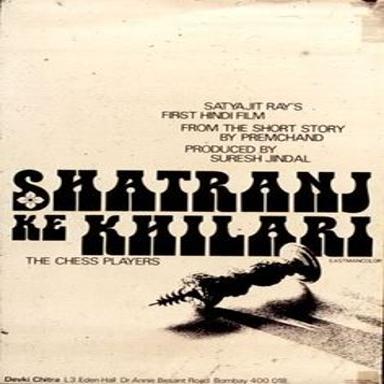 SATYAJIT RAY'S
FIRST HINDI FILM
FROM THE SHORT STORY
BY PREMCHAND
PRODUCED BY
SURESH JINDAL
SHATRANJ
KE KHILARI
THE CHESS PLAYERS
EASTMANCOLOR
Devki Chitra L3 Eden Hall Dr Annie Besant Road Bombay 400 018